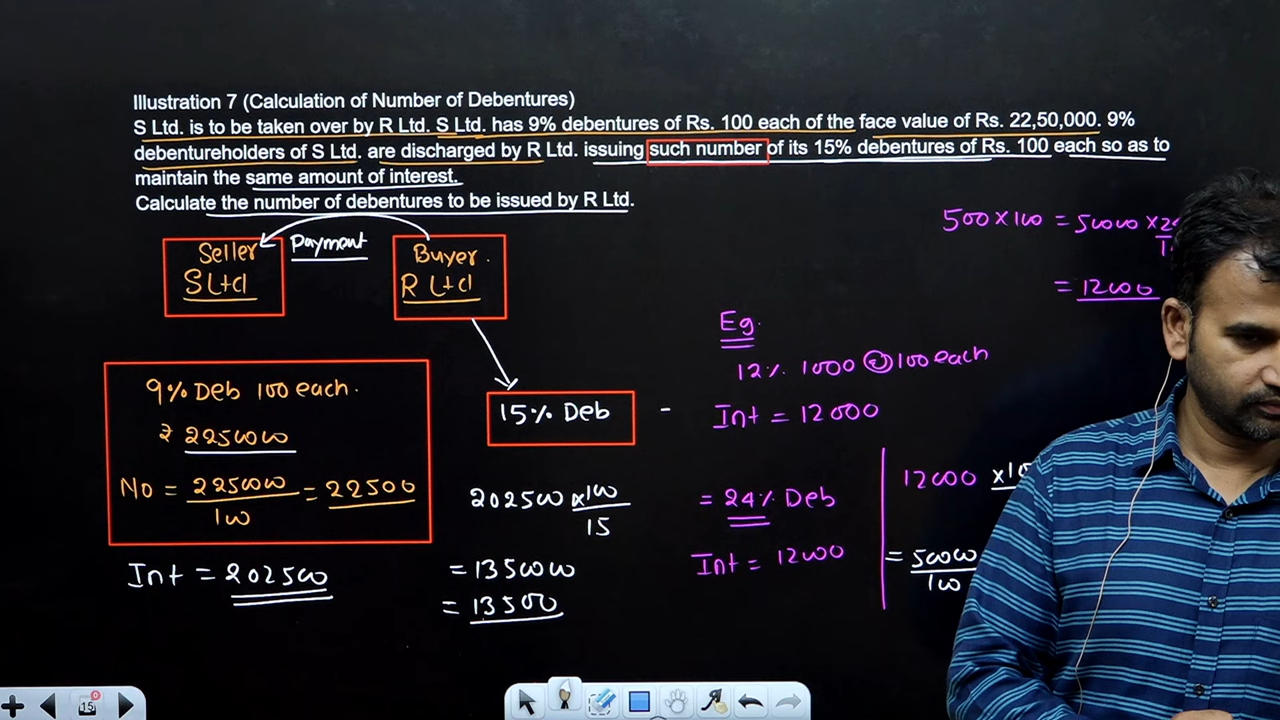 Illustration 7 (Calculation of Number of Debentures)
S Ltd. is to be taken over by R Ltd. S Ltd. has 9% debentures of Rs. 100 each of the face value of Rs. 22,50,000. 9%
debentureholders of S Ltd. are discharged by R Ltd. issuing such number of its 15% debentures of Rs. 100 each so as to
maintain the same amount of interest.
Calculate the number of debentures to be issued by R Ltd.
500 × 100 = 50000 ×
= 12000
Seller
S Ltd
Payment
Buyer.
R Ltd
Eg.
12% 1000 @ 100 each
Int = 12000
9% Deb 100 each.
₹ 2250000
No = 2250000 / 100 = 22500
Int = 202500
15% Deb -
202500 × 100 / 15
= 1350000
= 13500
= 24% Deb
Int = 12000
12000
= 50000 / 100
15
0